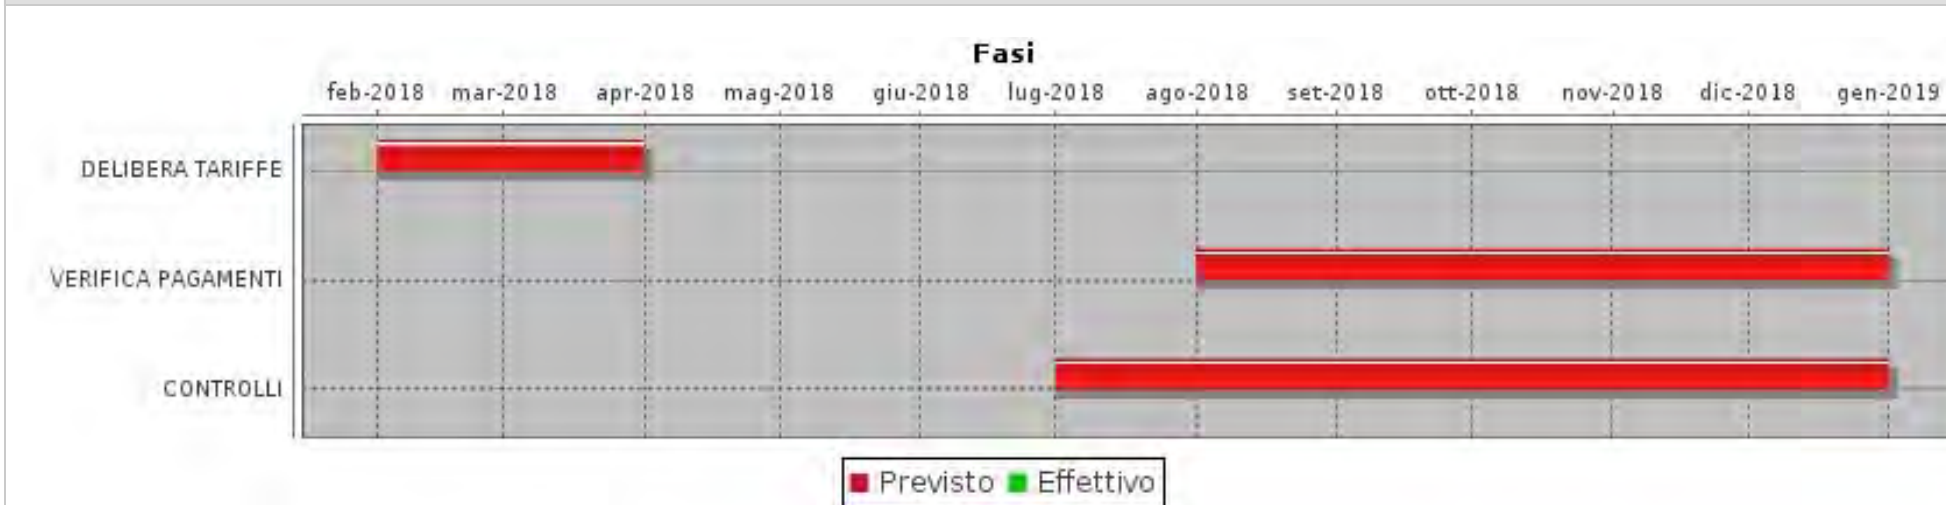 Fasi
feb-2018 mar-2018 apr-2018 mag-2018 giu-2018 lug-2018 ago-2018 set-2018 ott-2018 nov-2018 dic-2018 gen-2019
DELIBERA TARIFFE
VERIFICA PAGAMENTI
CONTROLLI
Previsto Effettivo